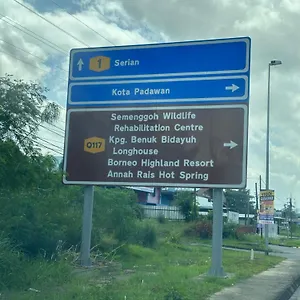 1 Serian
Kota Padawan
Semenggoh Wildlife
Rehabilitation Centre
Kpg. Benuk Bidayuh
Q117 Longhouse
Borneo Highland Resort
Annah Rais Hot Spring